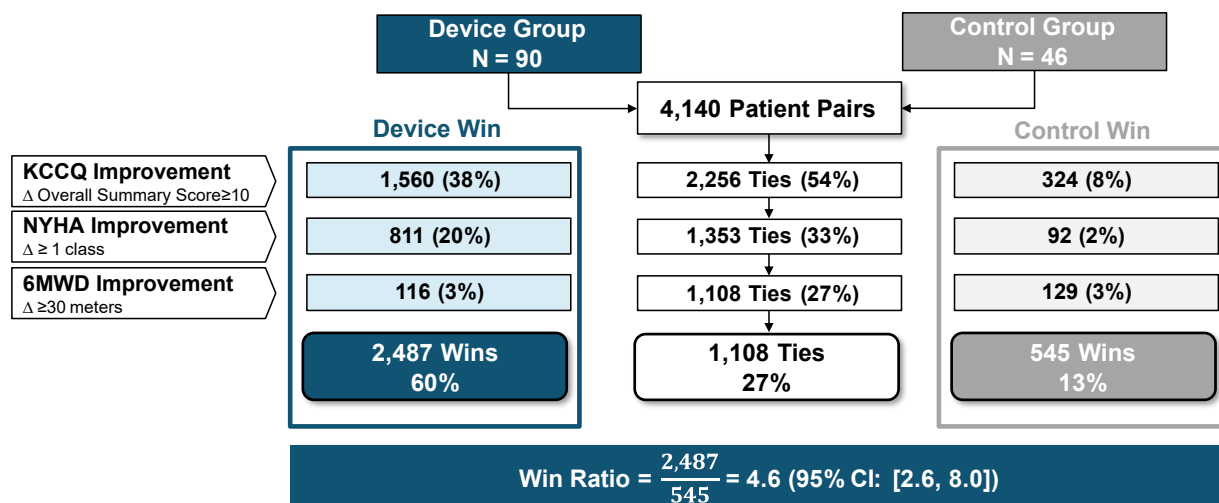 Device Group
N = 90
Control Group
N = 46
4,140 Patient Pairs
Device Win
Control Win
KCCQ Improvement
Δ Overall Summary Score≥10
1,560 (38%)
2,256 Ties (54%)
324 (8%)
NYHA Improvement
Δ ≥ 1 class
811 (20%)
1,353 Ties (33%)
92 (2%)
6MWD Improvement
Δ ≥30 meters
116 (3%)
1,108 Ties (27%)
129 (3%)
2,487 Wins
60%
1,108 Ties
27%
545 Wins
13%
Win Ratio = 2,487/545 = 4.6 (95% CI: [2.6, 8.0])